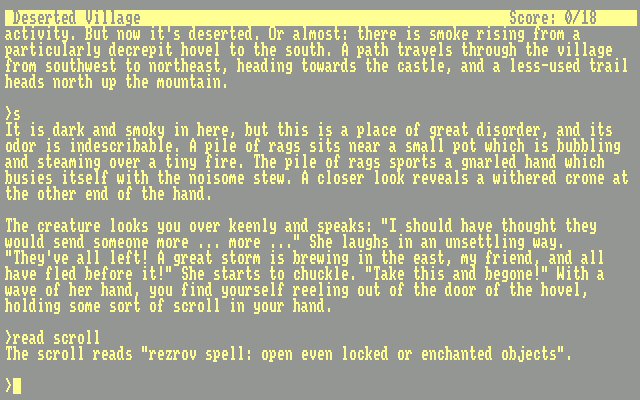 Deserted Village Score: 0/18
activity. But now it's deserted. Or almost: there is smoke rising from a
particularly decrepit hovel to the south. A path travels through the village
from southwest to northeast, heading towards the castle, and a less-used trail
heads north up the mountain.
>s
It is dark and smoky in here, but this is a place of great disorder, and its
odor is indescribable. A pile of rags sits near a small pot which is bubbling
and steaming over a tiny fire. The pile of rags sports a gnarled hand which
busies itself with the noisome stew. A closer look reveals a withered crone at
the other end of the hand.
The creature looks you over keenly and speaks: "I should have thought they
would send someone more ... more ..." She laughs in an unsettling way.
"They've all left! A great storm is brewing in the east, my friend, and all
have fled before it!" She starts to chuckle. "Take this and begone!" With a
wave of her hand, you find yourself reeling out of the door of the hovel,
holding some sort of scroll in your hand.
>read scroll
The scroll reads "rezrov spell: open even locked or enchanted objects".
>